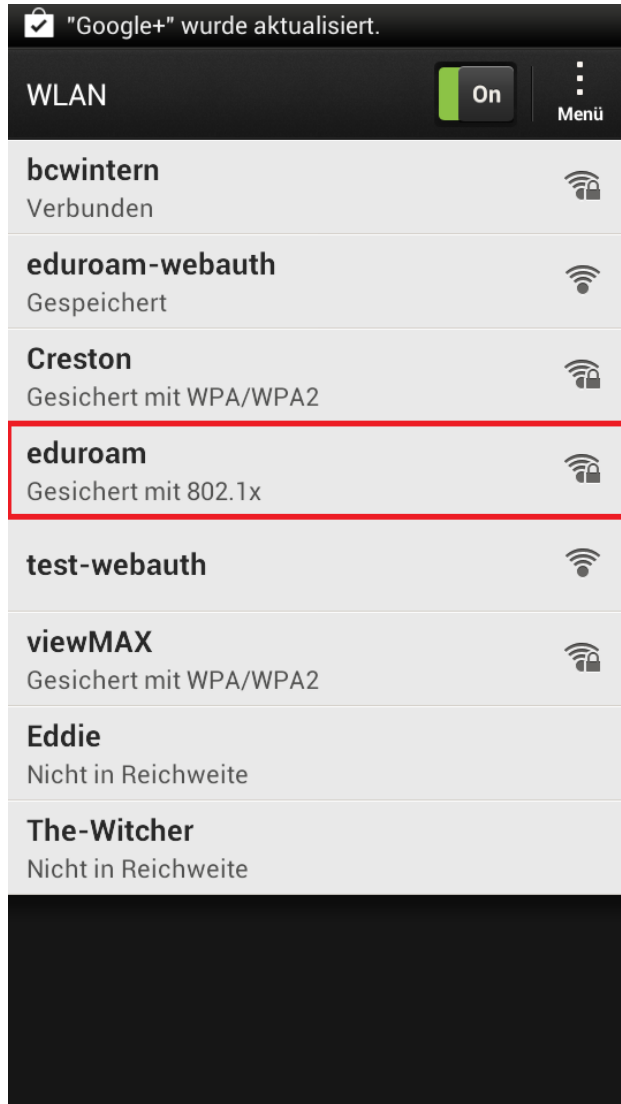 "Google+" wurde aktualisiert.
WLAN
On
Menü
bcwintern
Verbunden
eduroam-webauth
Gespeichert
Creston
Gesichert mit WPA/WPA2
eduroam
Gesichert mit 802.1x
test-webauth
viewMAX
Gesichert mit WPA/WPA2
Eddie
Nicht in Reichweite
The-Witcher
Nicht in Reichweite